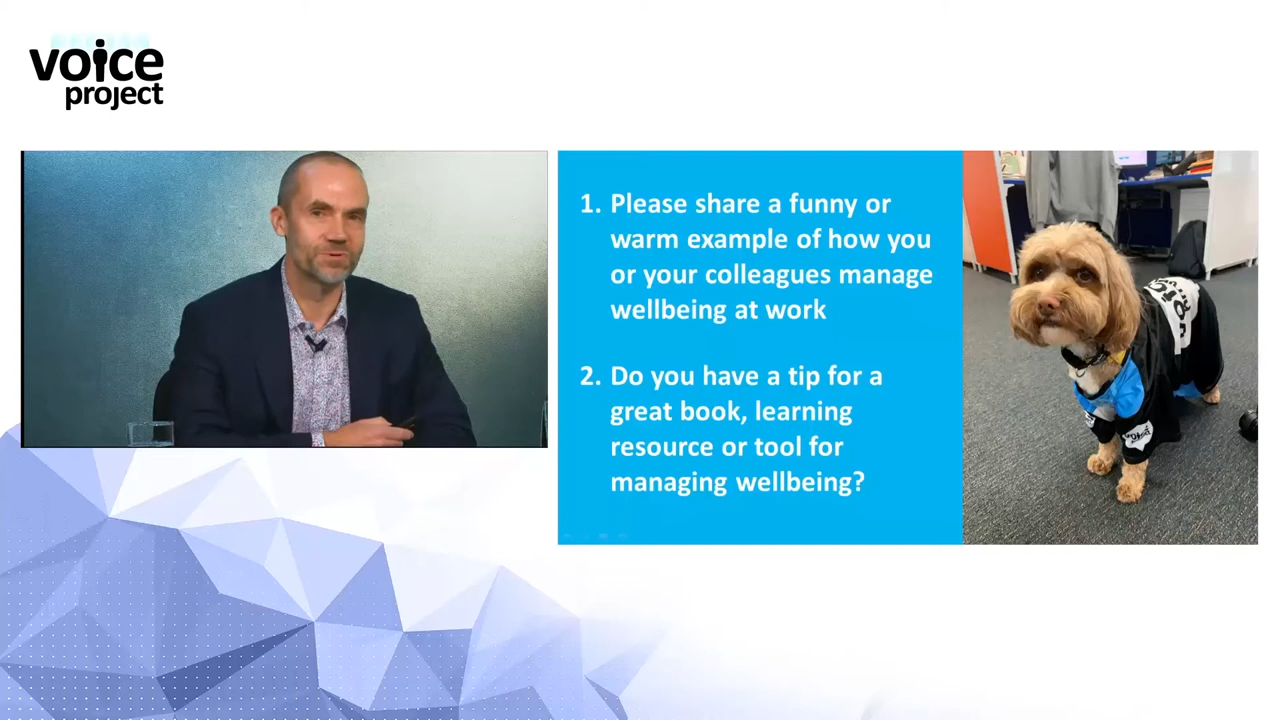 voice
project
1. Please share a funny or
warm example of how you
or your colleagues manage
wellbeing at work
2. Do you have a tip for a
great book, learning
resource or tool for
managing wellbeing?